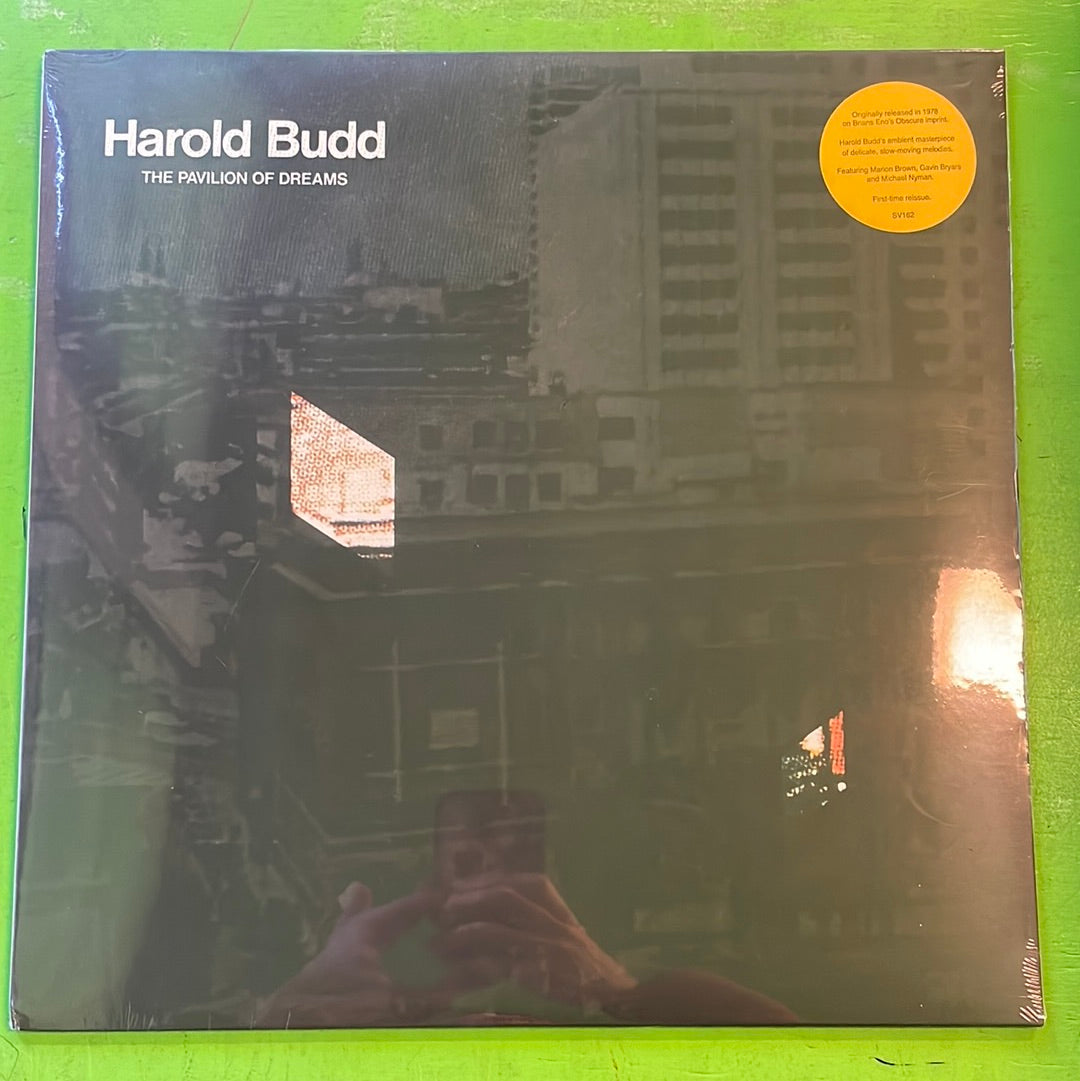 Harold Budd
THE PAVILION OF DREAMS
Originally released in 1978
on Brians Eno's Obscure imprint.
Harold Budd's ambient masterpiece
of delicate, slow-moving melodies.
Featuring Marion Brown, Gavin Bryars
and Michael Nyman.
First-time reissue.
SV162